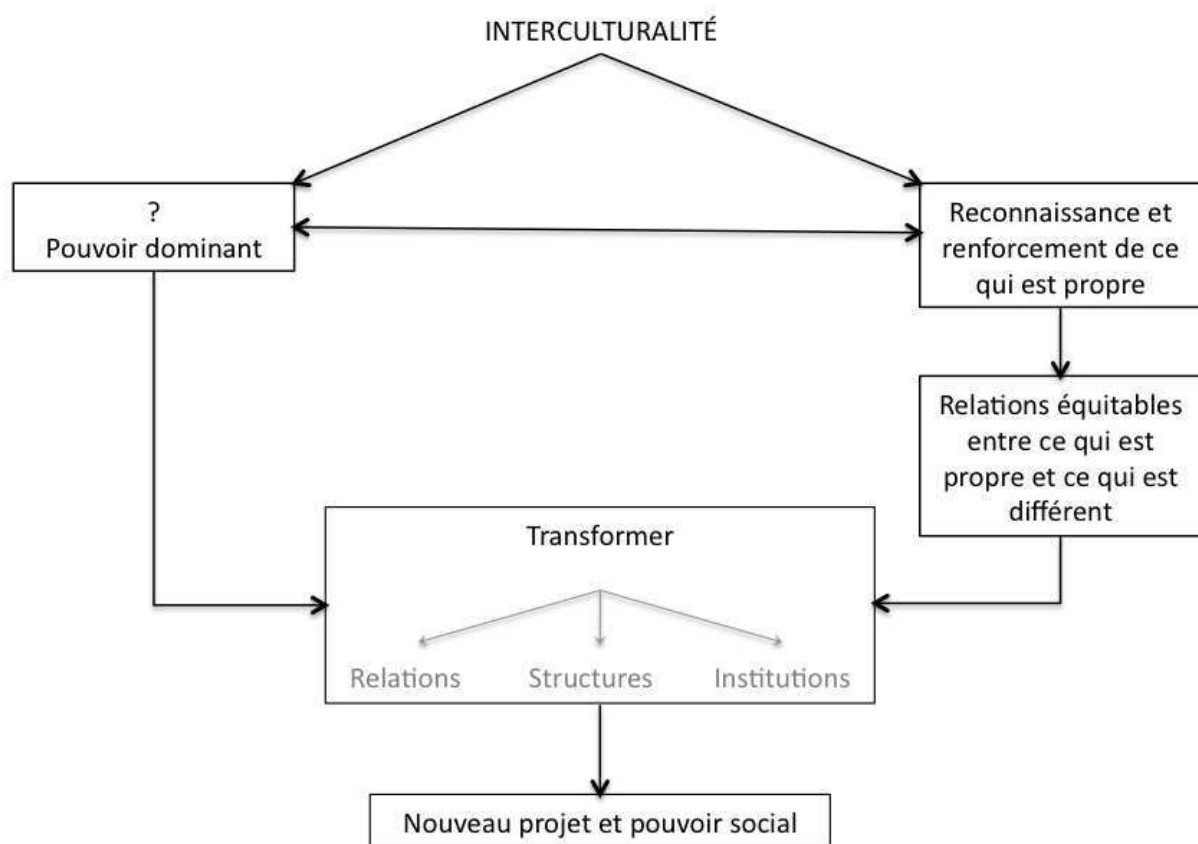 INTERCULTURALITÉ
?
Pouvoir dominant
Reconnaissance et
renforcement de ce
qui est propre
Relations équitables
entre ce qui est
propre et ce qui est
différent
Transformer
Relations
Structures
Institutions
Nouveau projet et pouvoir social